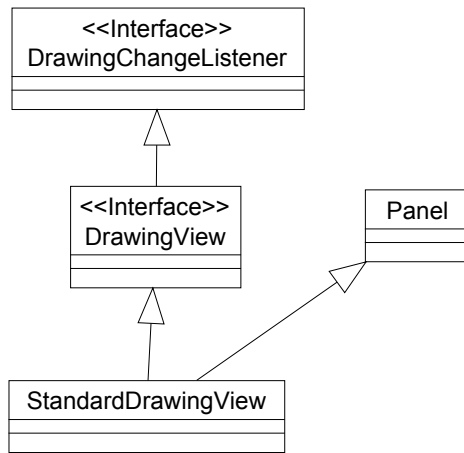 <<Interface>>
DrawingChangeListener
<<Interface>>
DrawingView
Panel
StandardDrawingView